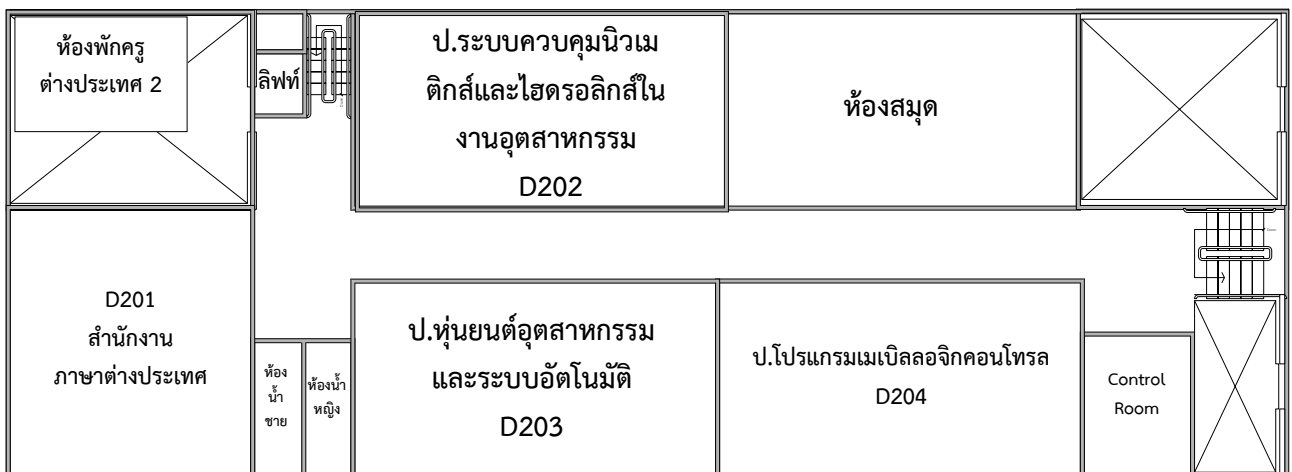 ห้องพักครู
ต่างประเทศ 2
ลิฟท์
ป.ระบบควบคุมนิวเม
ติกส์และไฮดรอลิกส์ใน
งานอุตสาหกรรม
D202
ห้องสมุด
D201
สำนักงาน
ภาษาต่างประเทศ
ห้อง
น้ำ
ชาย
ห้องน้ำ
หญิง
ป.หุ่นยนต์อุตสาหกรรม
และระบบอัตโนมัติ
D203
ป.โปรแกรมเมเบิลลอจิกคอนโทรล
D204
Control
Room